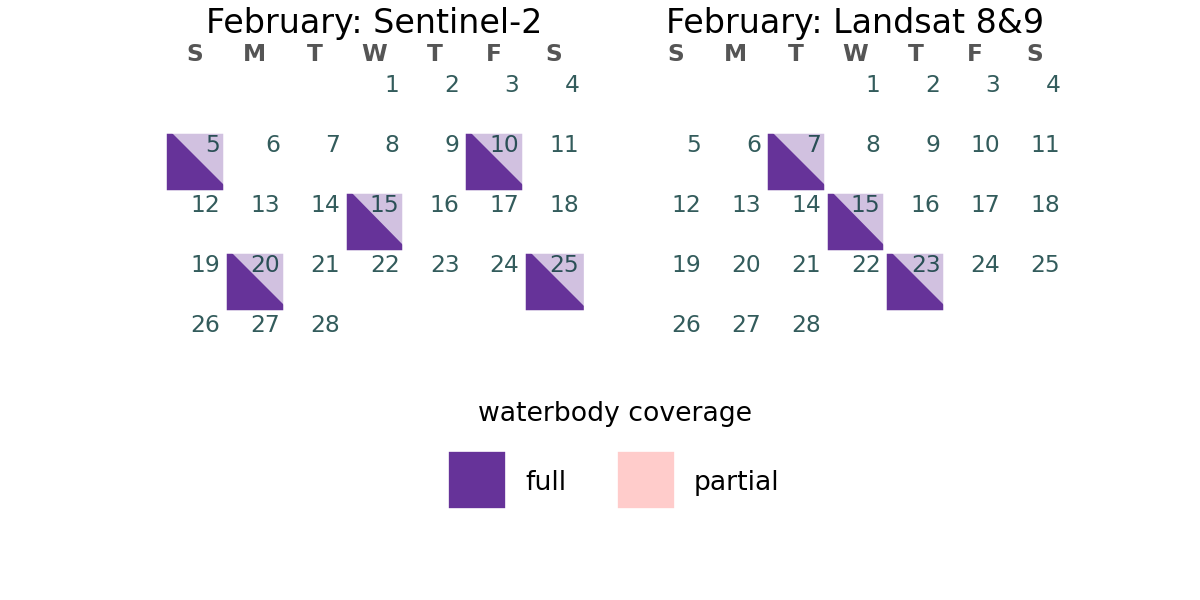 February: Sentinel-2
S M T W T F S
1 2 3 4
5 6 7 8 9 10 11
12 13 14 15 16 17 18
19 20 21 22 23 24 25
26 27 28
February: Landsat 8&9
S M T W T F S
1 2 3 4
5 6 7 8 9 10 11
12 13 14 15 16 17 18
19 20 21 22 23 24 25
26 27 28
waterbody coverage
full
partial